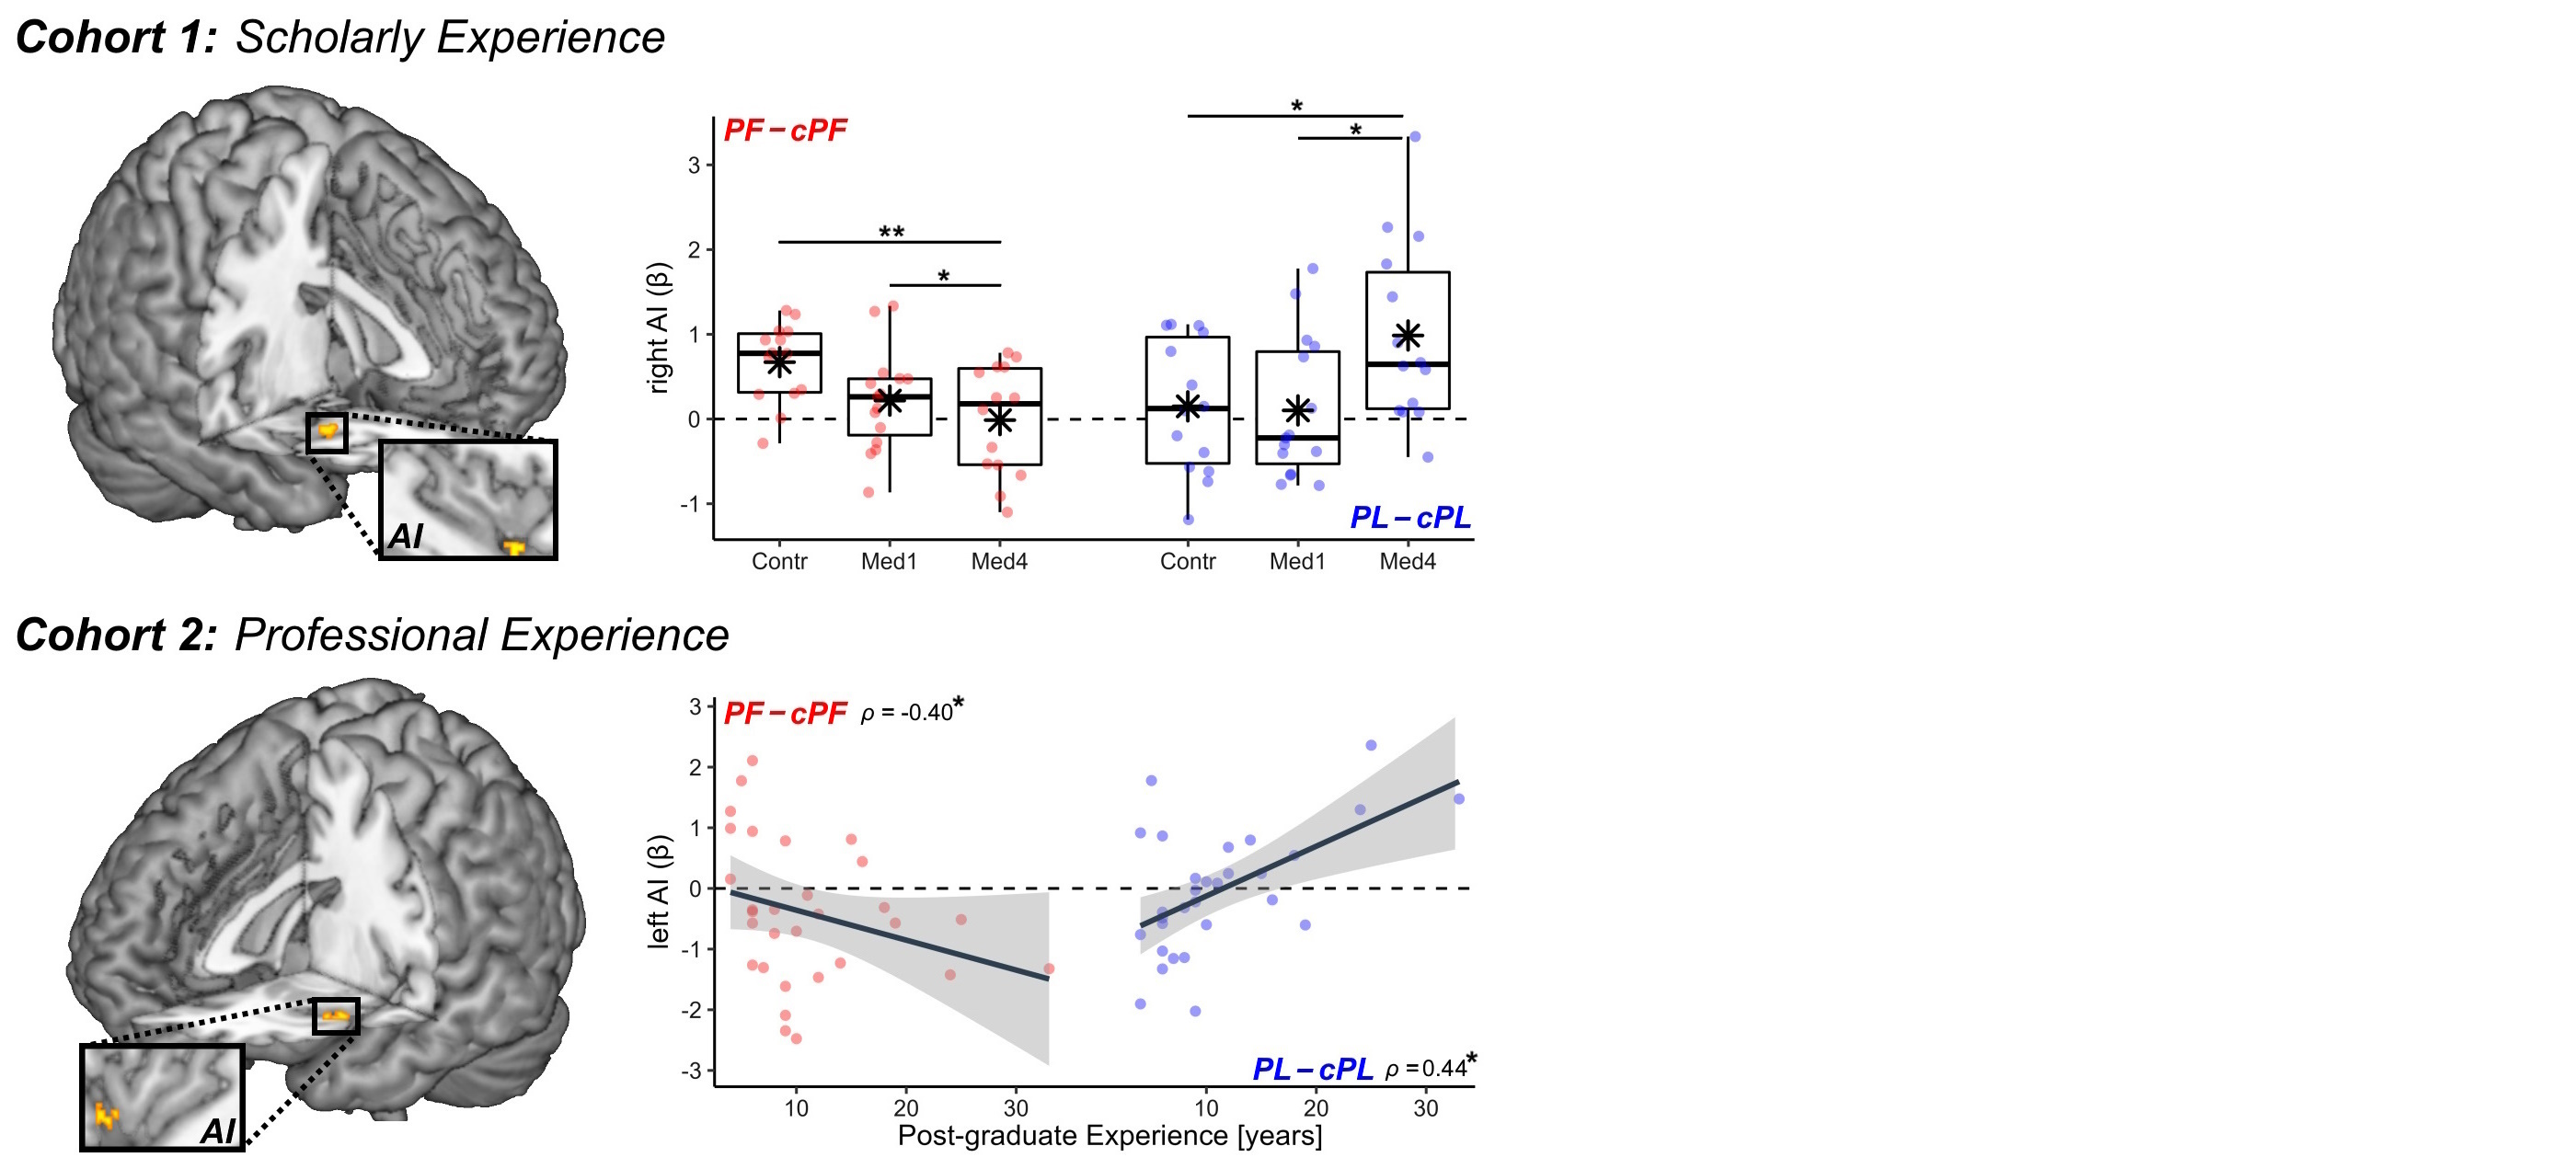 Cohort 1: Scholarly Experience
AI
right AI (β)
PF – cPF
**
*
*
*
3
2
1
0
-1
PL – cPL
Contr Med1 Med4 Contr Med1 Med4
Cohort 2: Professional Experience
AI
left AI (β)
PF – cPF ρ = -0.40*
3
2
1
0
-1
-2
-3
PL – cPL ρ = 0.44*
10 20 30 10 20 30
Post-graduate Experience [years]